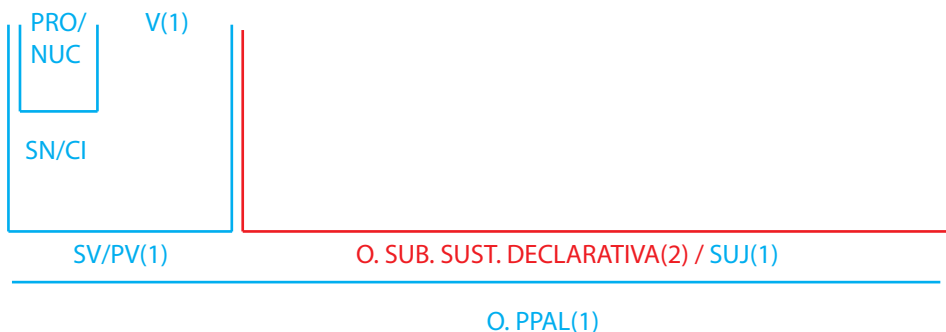 PRO/ V(1)
NUC
SN/CI
SV/PV(1) O. SUB. SUST. DECLARATIVA(2) / SUJ(1)
O. PPAL(1)